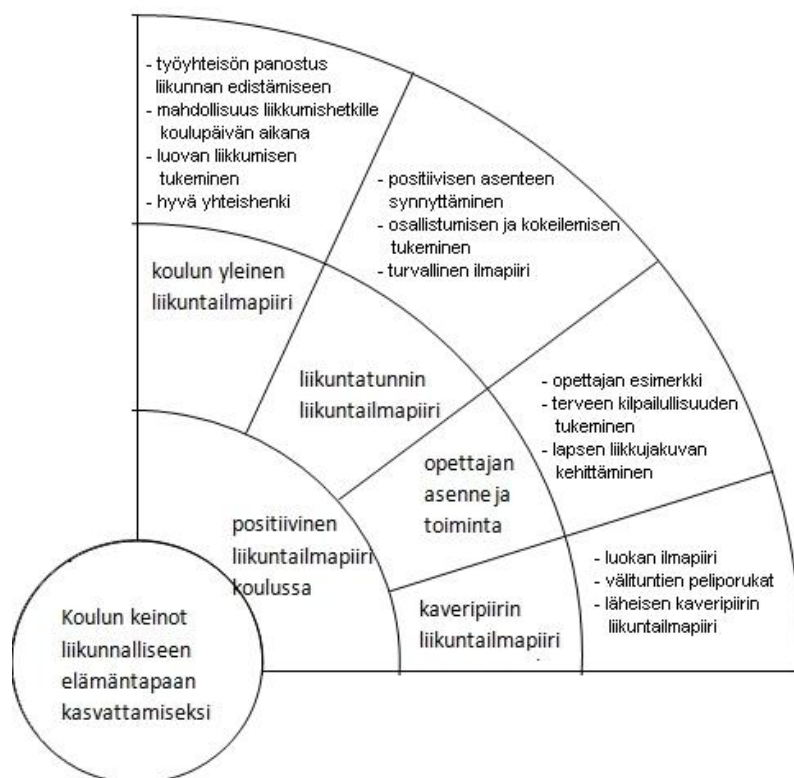 - työyhteisön panostus
liikunnan edistämiseen
- mahdollisuus liikkumishetkille
koulupäivän aikana
- luovan liikkumisen
tukeminen
- hyvä yhteishenki
- positiivisen asenteen
synnyttäminen
- osallistumisen ja kokeilemisen
tukeminen
- turvallinen ilmapiiri
koulun yleinen
liikuntailmapiiri
liikuntatunnin
liikuntailmapiiri
- opettajan esimerkki
- terveen kilpailullisuuden
tukeminen
- lapsen liikkujakuvan
kehittäminen
opettajan
asenne ja
toiminta
positiivinen
liikuntailmapiiri
koulussa
- luokan ilmapiiri
- välituntien peliporukat
- läheisen kaveripiirin
liikuntailmapiiri
kaveripiirin
liikuntailmapiiri
Koulun keinot
liikunnalliseen
elämäntapaan
kasvattamiseksi